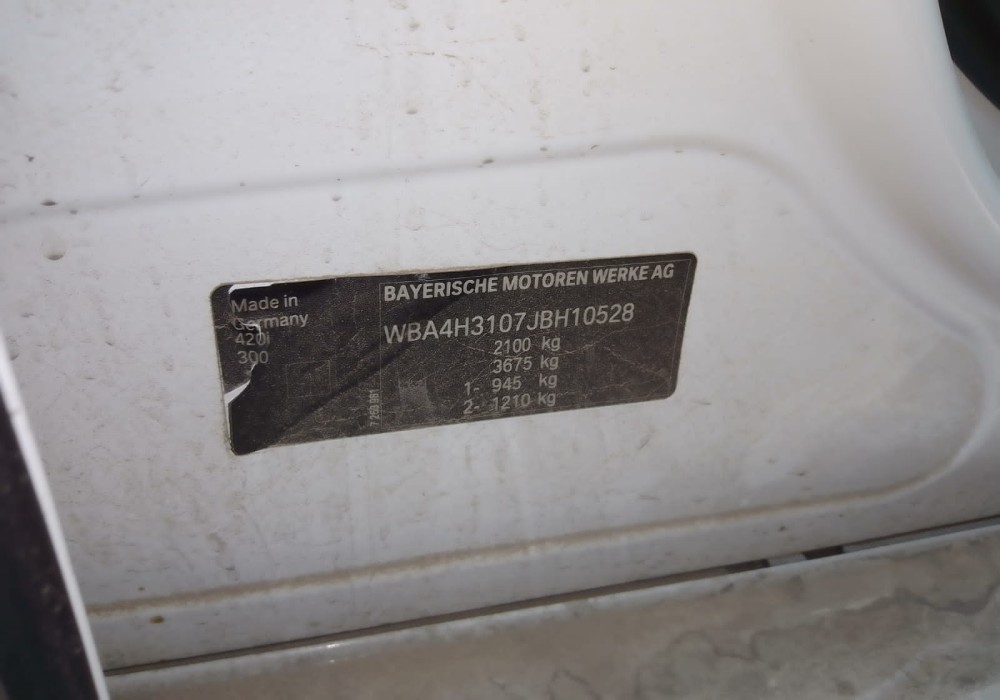 Made in
Germany
420i
300
BAYERISCHE MOTOREN WERKE AG
WBA4H3107JBH10528
2100 kg
3675 kg
1- 945 kg
2- 1210 kg